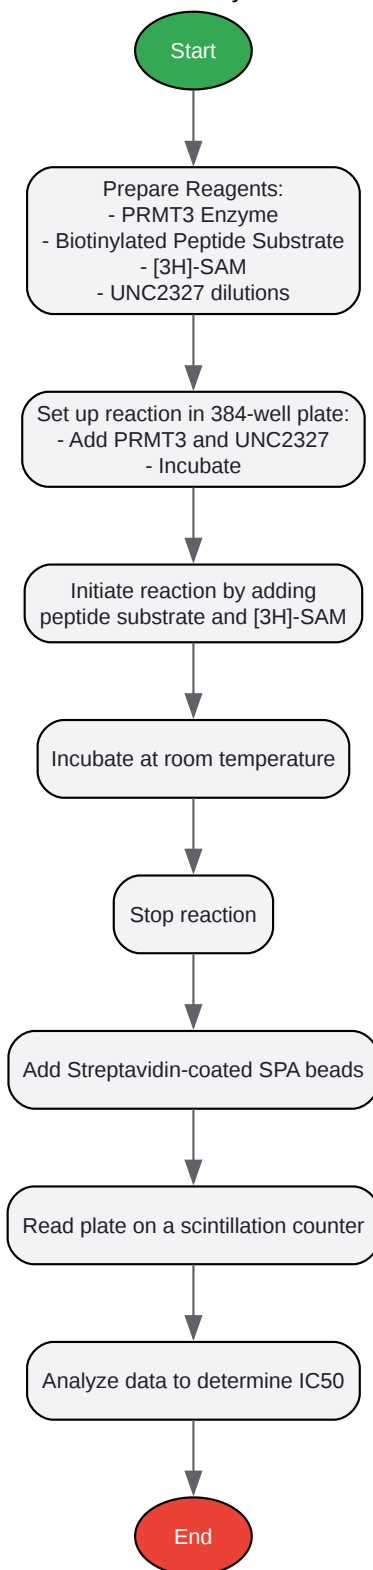 Start
Prepare Reagents:
- PRMT3 Enzyme
- Biotinylated Peptide Substrate
- [3H]-SAM
- UNC2327 dilutions
Set up reaction in 384-well plate:
- Add PRMT3 and UNC2327
- Incubate
Initiate reaction by adding
peptide substrate and [3H]-SAM
Incubate at room temperature
Stop reaction
Add Streptavidin-coated SPA beads
Read plate on a scintillation counter
Analyze data to determine IC50
End